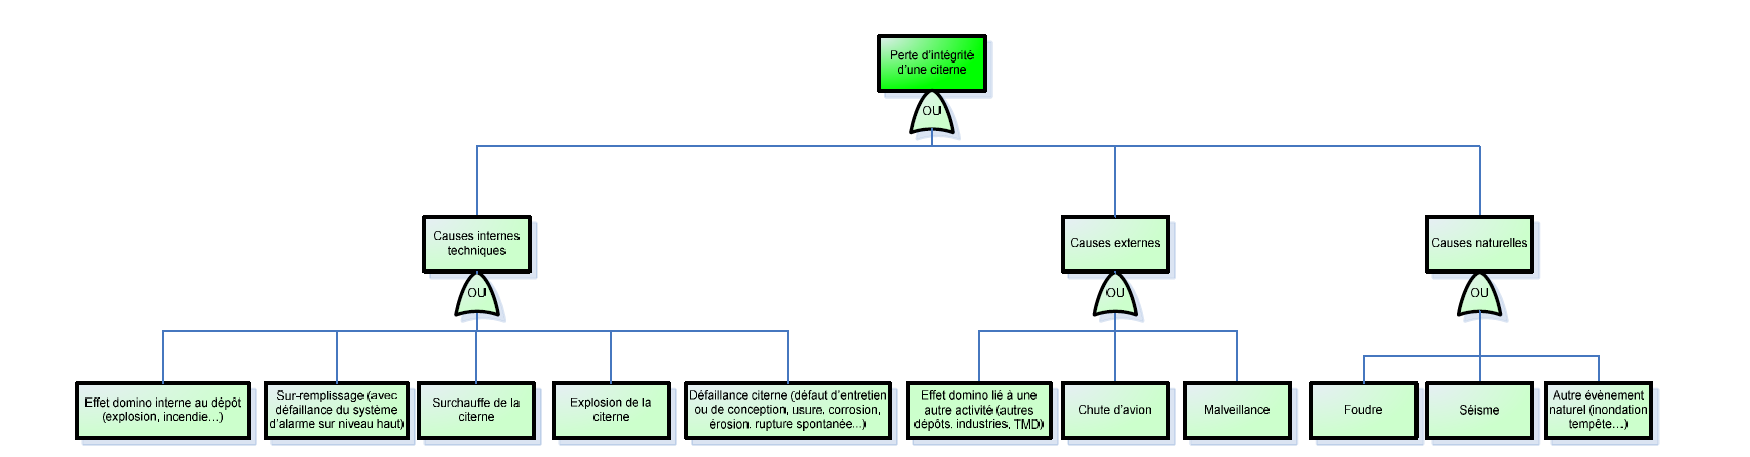 Perte d'intégrité
d'une citerne
OU
Causes internes
techniques
Causes externes
Causes naturelles
OU
OU
OU
Effet domino interne au dépôt
(explosion, incendie...)
Sur-remplissage (avec
défaillance du système
d'alarme sur niveau haut)
Surchauffe de la
citerne
Explosion de la
citerne
Défaillance citerne (défaut d'entretien
ou de conception, usure, corrosion,
érosion, rupture spontanée...)
Effet domino lié à une
autre activité (autres
dépôts, industries, TMD)
Chute d'avion
Malveillance
Foudre
Séisme
Autre événement
naturel (inondation
tempête...)